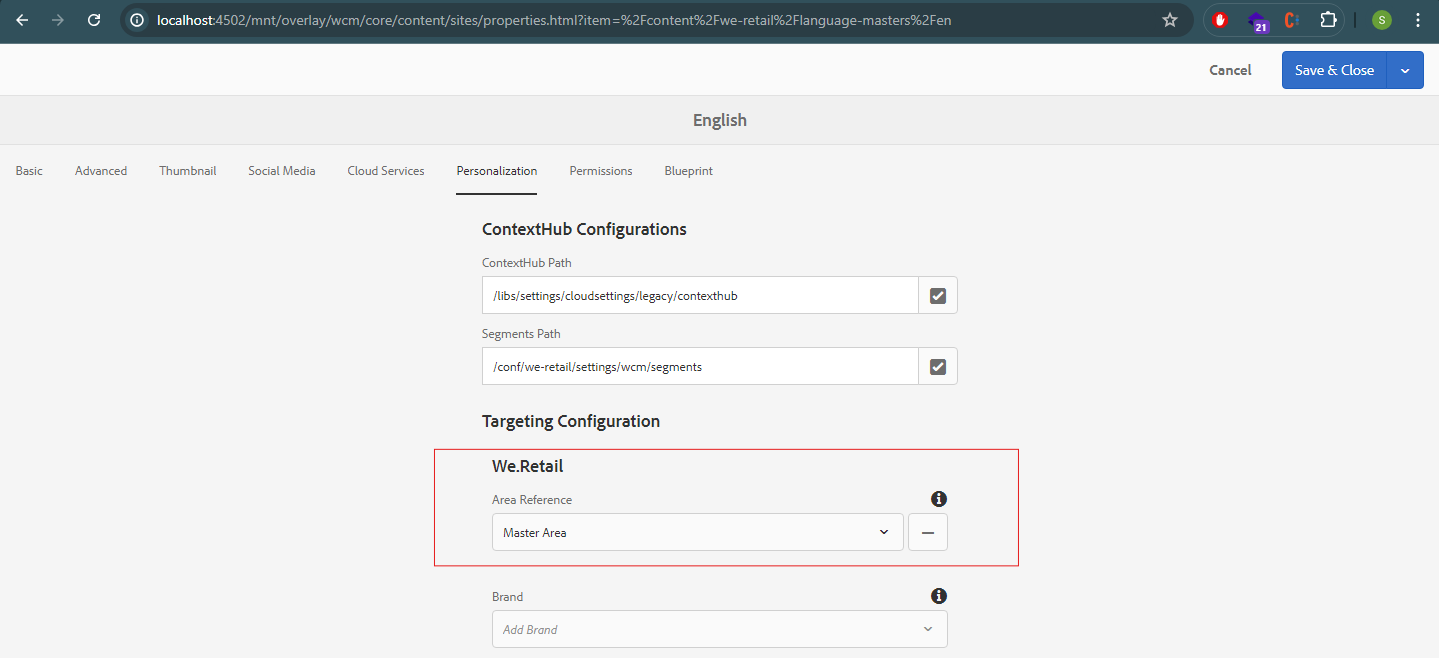 localhost:4502/mnt/overlay/wcm/core/content/sites/properties.html?item=%2Fcontent%2Fwe-retail%2Flanguage-masters%2Fen
21
C
S
Cancel
Save & Close
English
Basic Advanced Thumbnail Social Media Cloud Services Personalization Permissions Blueprint
ContextHub Configurations
ContextHub Path
/libs/settings/cloudsettings/legacy/contexthub
Segments Path
/conf/we-retail/settings/wcm/segments
Targeting Configuration
We.Retail
Area Reference
Master Area
Brand
Add Brand